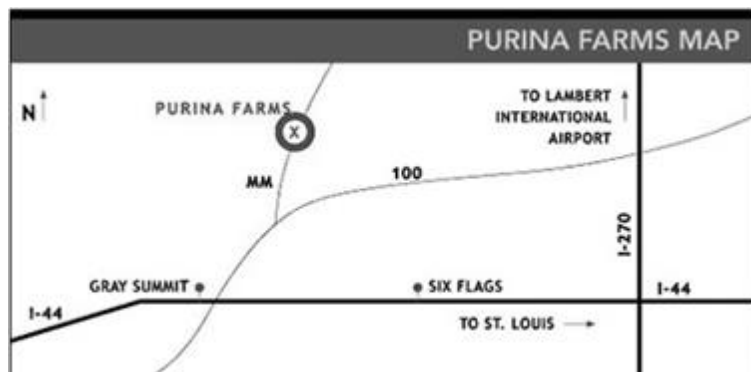 PURINA FARMS MAP
N
PURINA FARMS
X
TO LAMBERT
INTERNATIONAL
AIRPORT
MM
100
I-270
GRAY SUMMIT
SIX FLAGS
I-44
I-44
TO ST. LOUIS